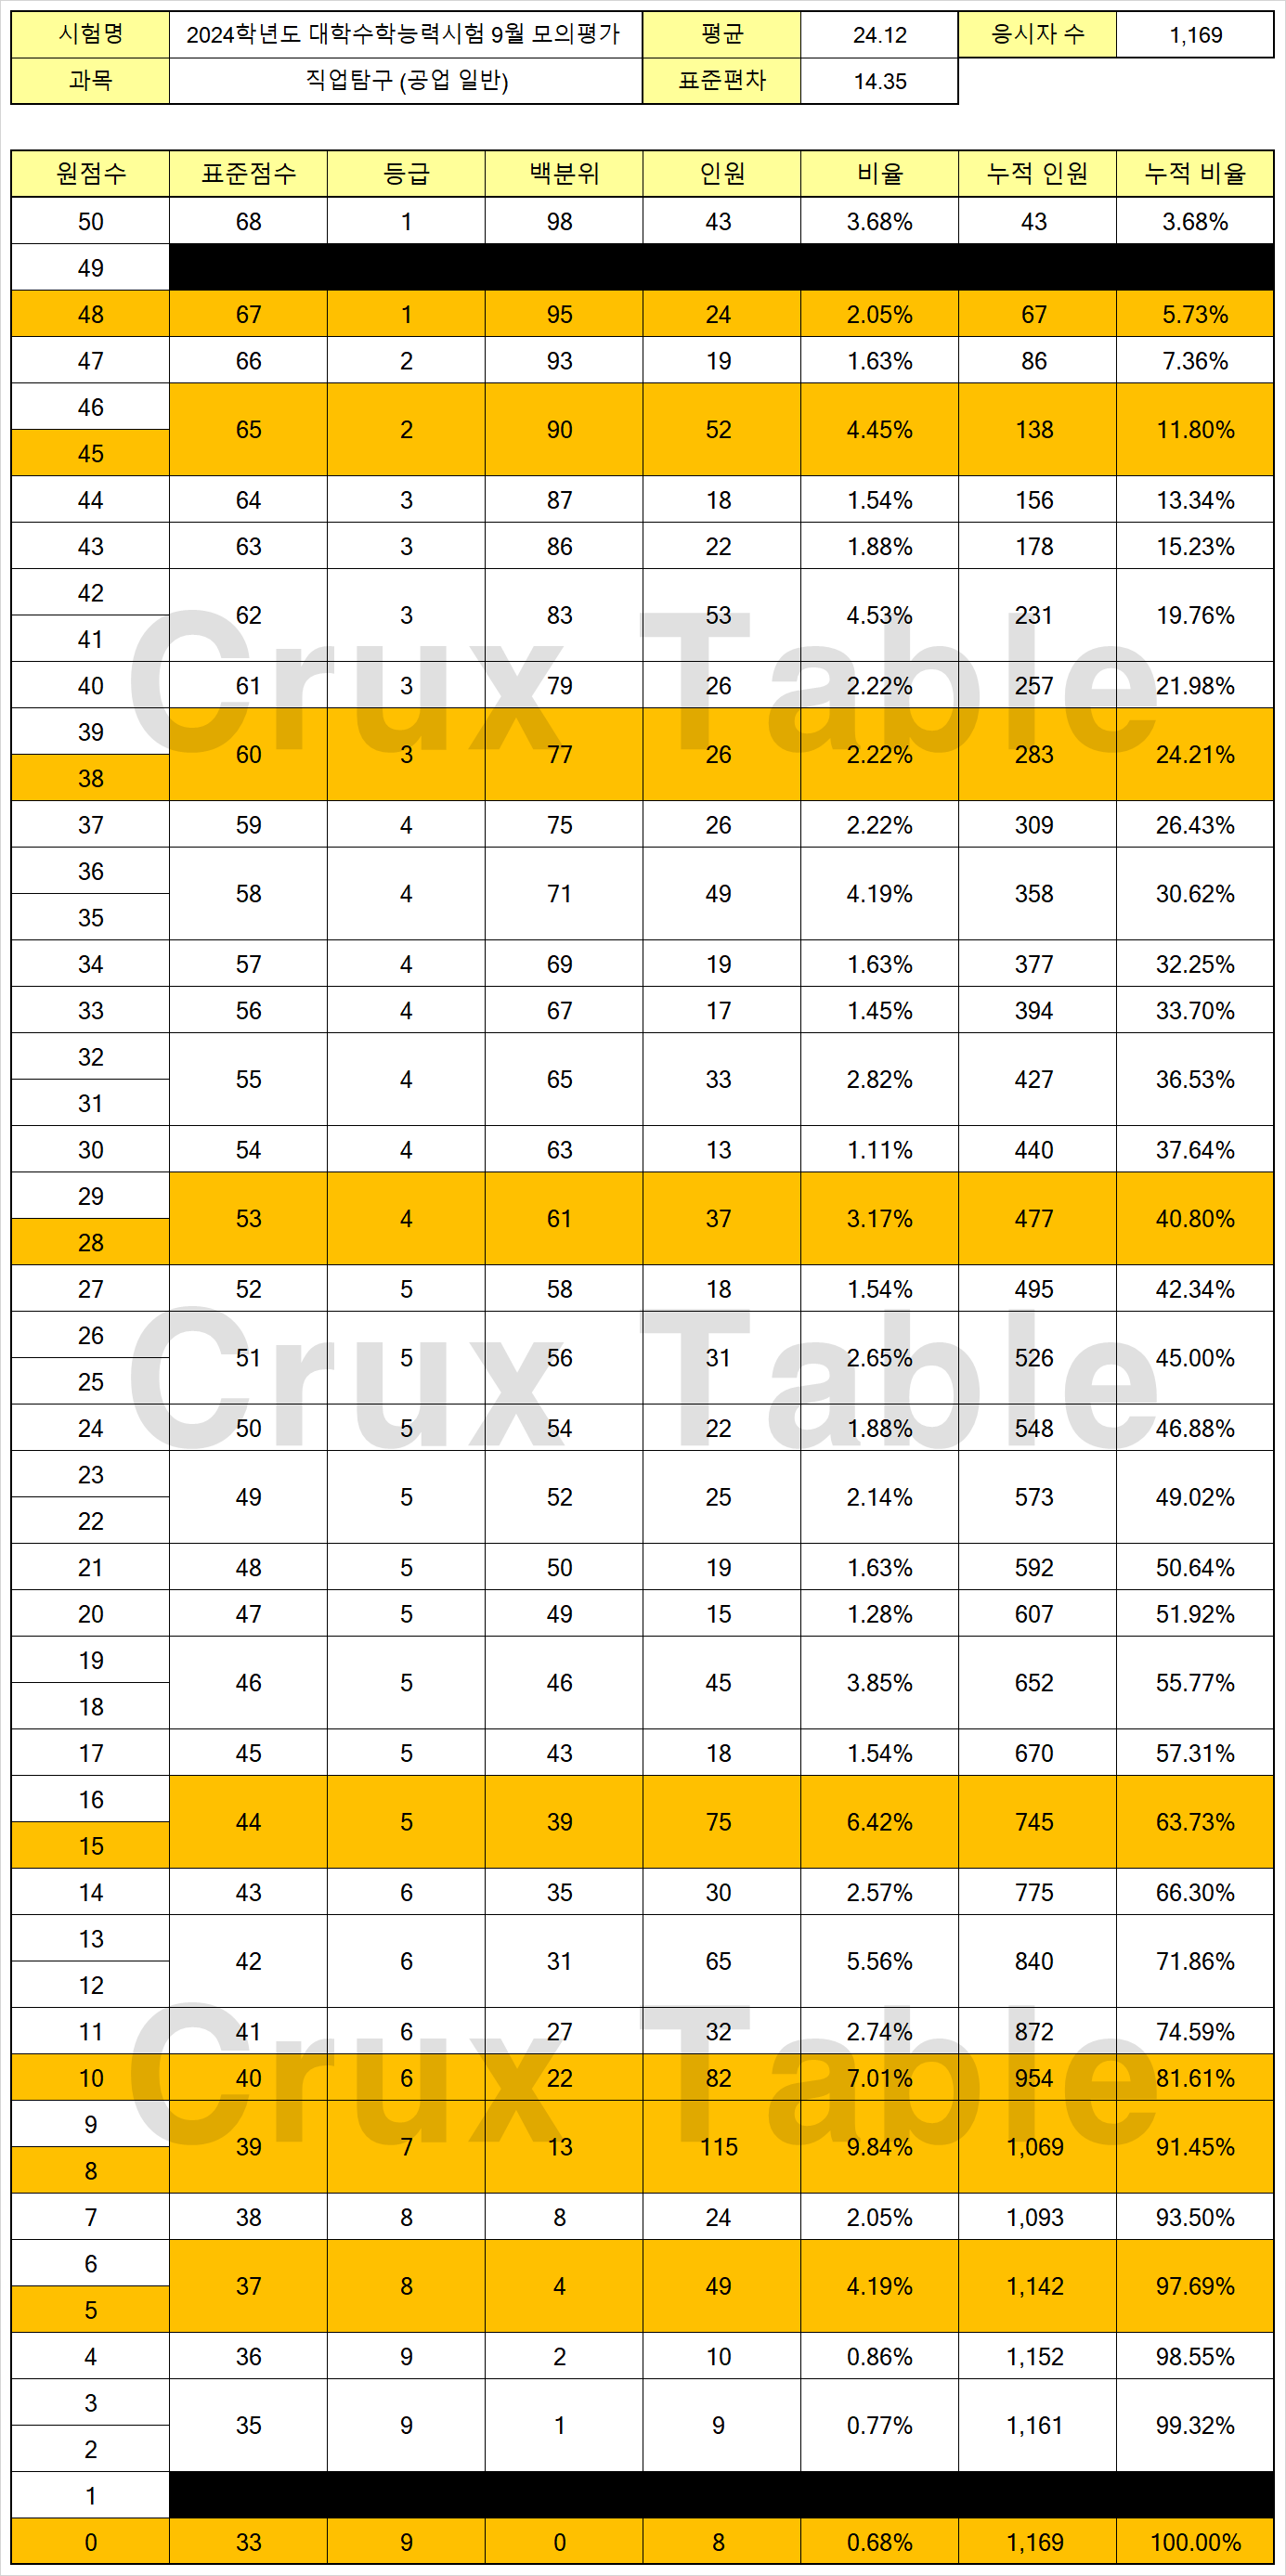 시험명 2024학년도 대학수학능력시험 9월 모의평가 평균 24.12 응시자 수 1,169
과목 직업탐구 (공업 일반) 표준편차 14.35
원점수 표준점수 등급 백분위 인원 비율 누적 인원 누적 비율
50 68 1 98 43 3.68% 43 3.68%
49
48 67 1 95 24 2.05% 67 5.73%
47 66 2 93 19 1.63% 86 7.36%
46
65 2 90 52 4.45% 138 11.80%
45
44 64 3 87 18 1.54% 156 13.34%
43 63 3 86 22 1.88% 178 15.23%
42
62 3 83 53 4.53% 231 19.76%
41
Crux Table
40 61 3 79 26 2.22% 257 21.98%
39
60 3 77 26 2.22% 283 24.21%
38
37 59 4 75 26 2.22% 309 26.43%
36
58 4 71 49 4.19% 358 30.62%
35
34 57 4 69 19 1.63% 377 32.25%
33 56 4 67 17 1.45% 394 33.70%
32
55 4 65 33 2.82% 427 36.53%
31
30 54 4 63 13 1.11% 440 37.64%
29
53 4 61 37 3.17% 477 40.80%
28
27 52 5 58 18 1.54% 495 42.34%
26
51 5 56 31 2.65% 526 45.00%
25
Crux Table
24 50 5 54 22 1.88% 548 46.88%
23
49 5 52 25 2.14% 573 49.02%
22
21 48 5 50 19 1.63% 592 50.64%
20 47 5 49 15 1.28% 607 51.92%
19
46 5 46 45 3.85% 652 55.77%
18
17 45 5 43 18 1.54% 670 57.31%
16
44 5 39 75 6.42% 745 63.73%
15
14 43 6 35 30 2.57% 775 66.30%
13
42 6 31 65 5.56% 840 71.86%
12
11 41 6 27 32 2.74% 872 74.59%
Crux Table
10 40 6 22 82 7.01% 954 81.61%
9
39 7 13 115 9.84% 1,069 91.45%
8
7 38 8 8 24 2.05% 1,093 93.50%
6
37 8 4 49 4.19% 1,142 97.69%
5
4 36 9 2 10 0.86% 1,152 98.55%
3
35 9 1 9 0.77% 1,161 99.32%
2
1
0 33 9 0 8 0.68% 1,169 100.00%